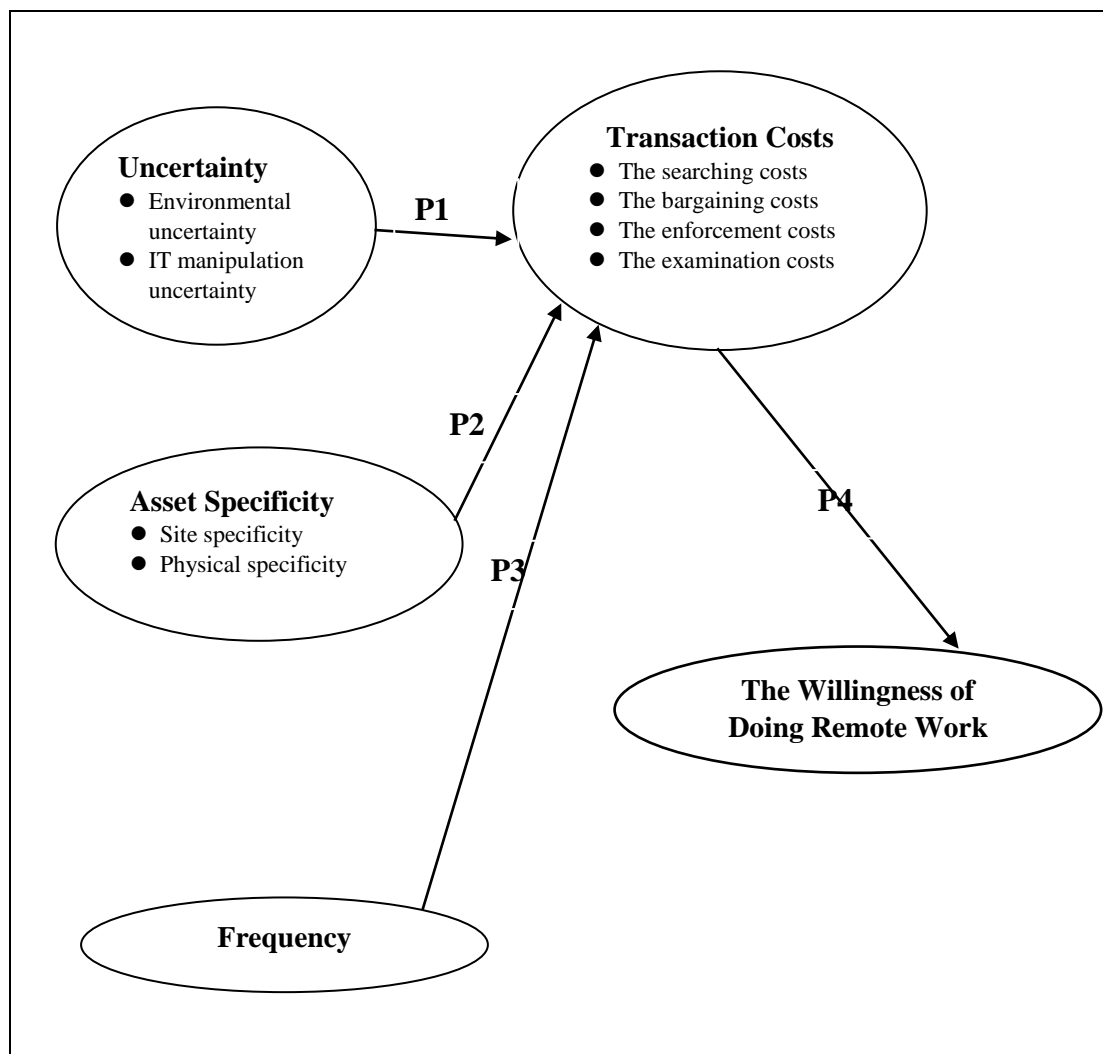 Uncertainty
● Environmental
uncertainty
● IT manipulation
uncertainty
P1
Transaction Costs
● The searching costs
● The bargaining costs
● The enforcement costs
● The examination costs
P2
Asset Specificity
● Site specificity
● Physical specificity
P3
P4
The Willingness of
Doing Remote Work
Frequency